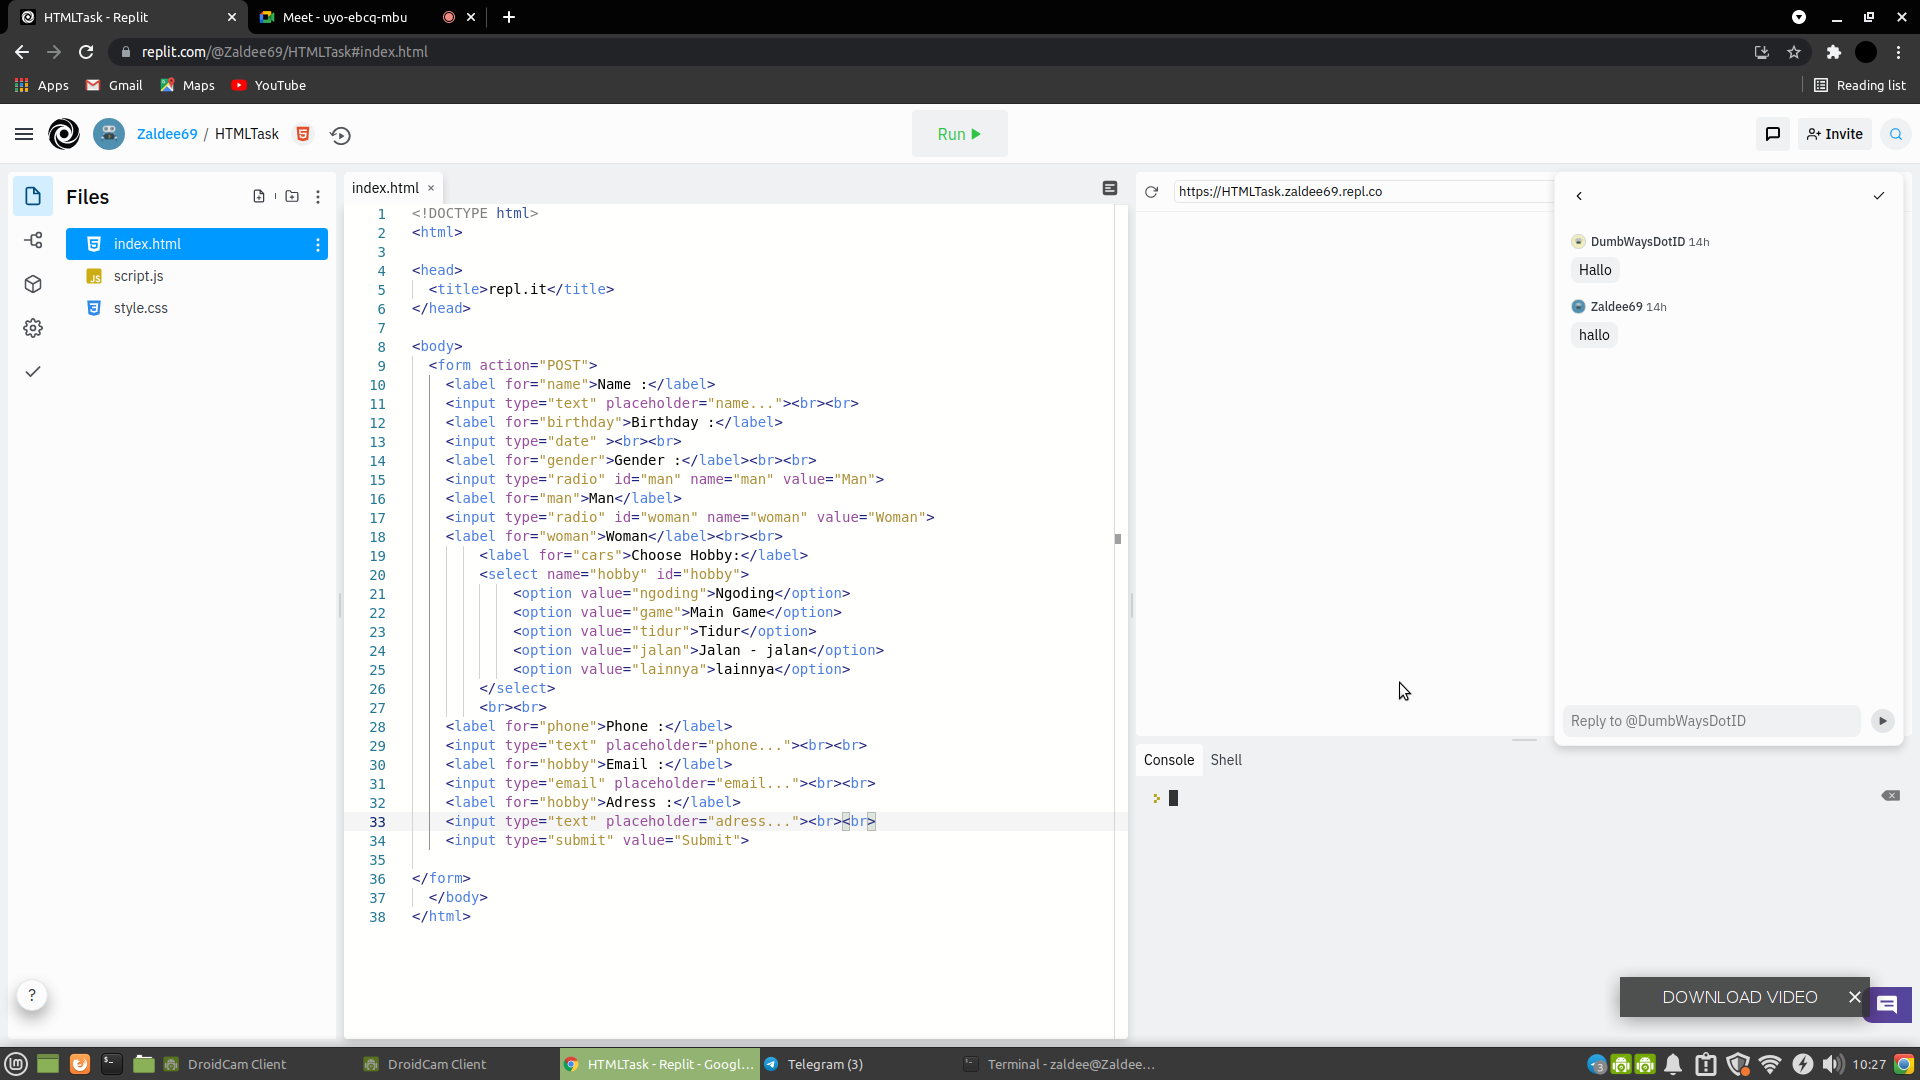 HTMLTask - Replit
Meet - uyo-ebcq-mbu
replit.com/@Zaldee69/HTMLTask#index.html
Apps
Gmail
Maps
YouTube
Reading list
Zaldee69 / HTMLTask
Run
Invite
Files
index.html
script.js
style.css
index.html
1 <!DOCTYPE html>
2 <html>
3
4 <head>
5 <title>repl.it</title>
6 </head>
7
8 <body>
9 <form action="POST">
10 <label for="name">Name :</label>
11 <input type="text" placeholder="name..."><br><br>
12 <label for="birthday">Birthday :</label>
13 <input type="date" ><br><br>
14 <label for="gender">Gender :</label><br><br>
15 <input type="radio" id="man" name="man" value="Man">
16 <label for="man">Man</label>
17 <input type="radio" id="woman" name="woman" value="Woman">
18 <label for="woman">Woman</label><br><br>
19 <label for="cars">Choose Hobby:</label>
20 <select name="hobby" id="hobby">
21 <option value="ngoding">Ngoding</option>
22 <option value="game">Main Game</option>
23 <option value="tidur">Tidur</option>
24 <option value="jalan">Jalan - jalan</option>
25 <option value="lainnya">lainnya</option>
26 </select>
27 <br><br>
28 <label for="phone">Phone :</label>
29 <input type="text" placeholder="phone..."><br><br>
30 <label for="hobby">Email :</label>
31 <input type="email" placeholder="email..."><br><br>
32 <label for="hobby">Adress :</label>
33 <input type="text" placeholder="adress..."><br><br>
34 <input type="submit" value="Submit">
35
36 </form>
37 </body>
38 </html>
https://HTMLTask.zaldee69.repl.co
DumbWaysDotID 14h
Hallo
Zaldee69 14h
hallo
Reply to @DumbWaysDotID
Console
Shell
?
DOWNLOAD VIDEO
DroidCam Client
DroidCam Client
HTMLTask - Replit - Googl...
Telegram (3)
Terminal - zaldee@Zaldee...
3
10:27